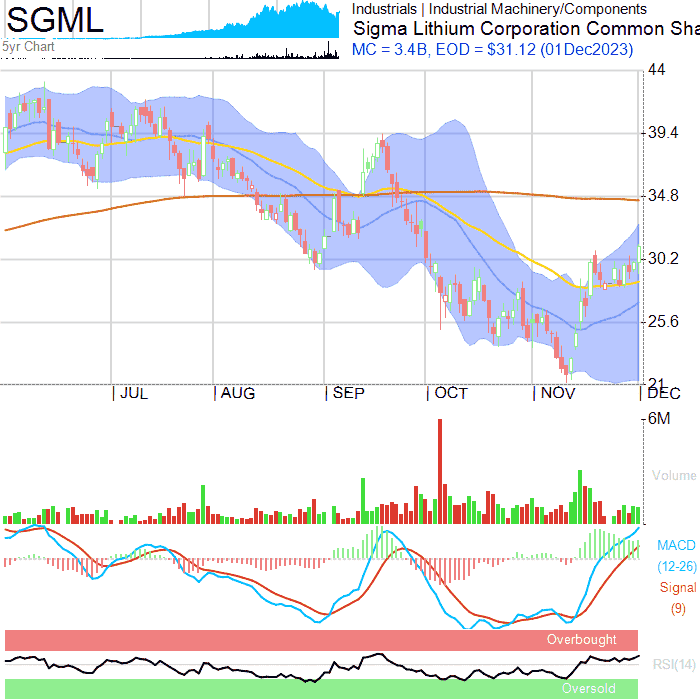 SGML
5yr Chart
Industrials | Industrial Machinery/Components
Sigma Lithium Corporation Common Sha
MC = 3.4B, EOD = $31.12 (01Dec2023)
44
39.4
34.8
30.2
25.6
21
JUL AUG SEP OCT NOV DEC
6M
Volume
MACD
(12-26)
Signal
(9)
Overbought
RSI(14)
Oversold